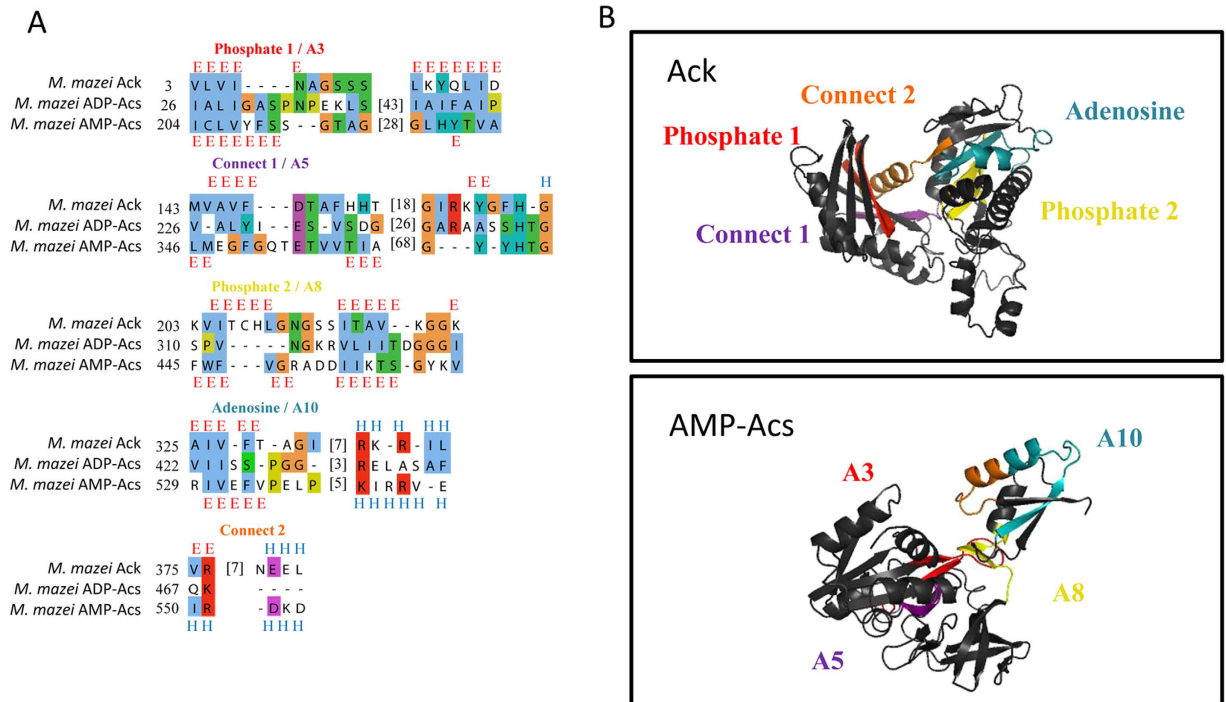 A
Phosphate 1 / A3
E E E E E E E E E E E E
M. mazei Ack 3 V L V I - - - - N A G S S S L K Y Q L I D
M. mazei ADP-Acs 26 I A L I G A S P N P E K L S [43] I A I F A I P
M. mazei AMP-Acs 204 I C L V Y F S S - - G T A G [28] G L H Y T V A
E E E E E E E E
Connect 1 / A5
E E E E E E H
M. mazei Ack 143 M V A V F - - D T A F H H T [18] G I R K Y G F H - G
M. mazei ADP-Acs 226 V - A L Y I - - E S - V S D G [26] G A R A A S S H T G
M. mazei AMP-Acs 346 L M E G F G Q T E T V V T I A [68] G - - - Y - Y H T G
E E E E E
Phosphate 2 / A8
E E E E E E E E E E E
M. mazei Ack 203 K V I T C H L G N G S S I T A V - - K G G K
M. mazei ADP-Acs 310 S P V - - - - - N G K R V L I I T D G G G I
M. mazei AMP-Acs 445 F W F - - - V G R A D D I I K T S - G Y K V
E E E E E E E E E E
Adenosine / A10
E E E E E H H H H H
M. mazei Ack 325 A I V - F T - A G I [7] R K - R - I L
M. mazei ADP-Acs 422 V I I S S - P G G - [3] R E L A S A F
M. mazei AMP-Acs 529 R I V E F V P E L P [5] K I R R V - E
E E E E E H H H H H H
Connect 2
E E H H H
M. mazei Ack 375 V R [7] N E E L
M. mazei ADP-Acs 467 Q K - - - -
M. mazei AMP-Acs 550 I R - D K D
H H H H H
B
Ack
Connect 2
Adenosine
Phosphate 1
Phosphate 2
Connect 1
AMP-Acs
A10
A3
A8
A5